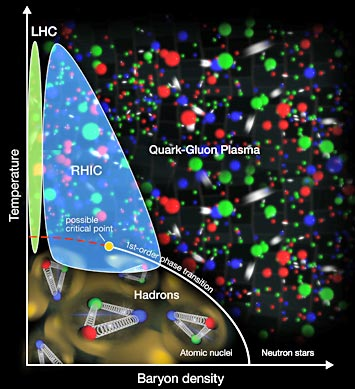 LHC
Temperature
RHIC
Quark-Gluon Plasma
possible
critical point
1st-order phase transition
Hadrons
Atomic nuclei
Neutron stars
Baryon density